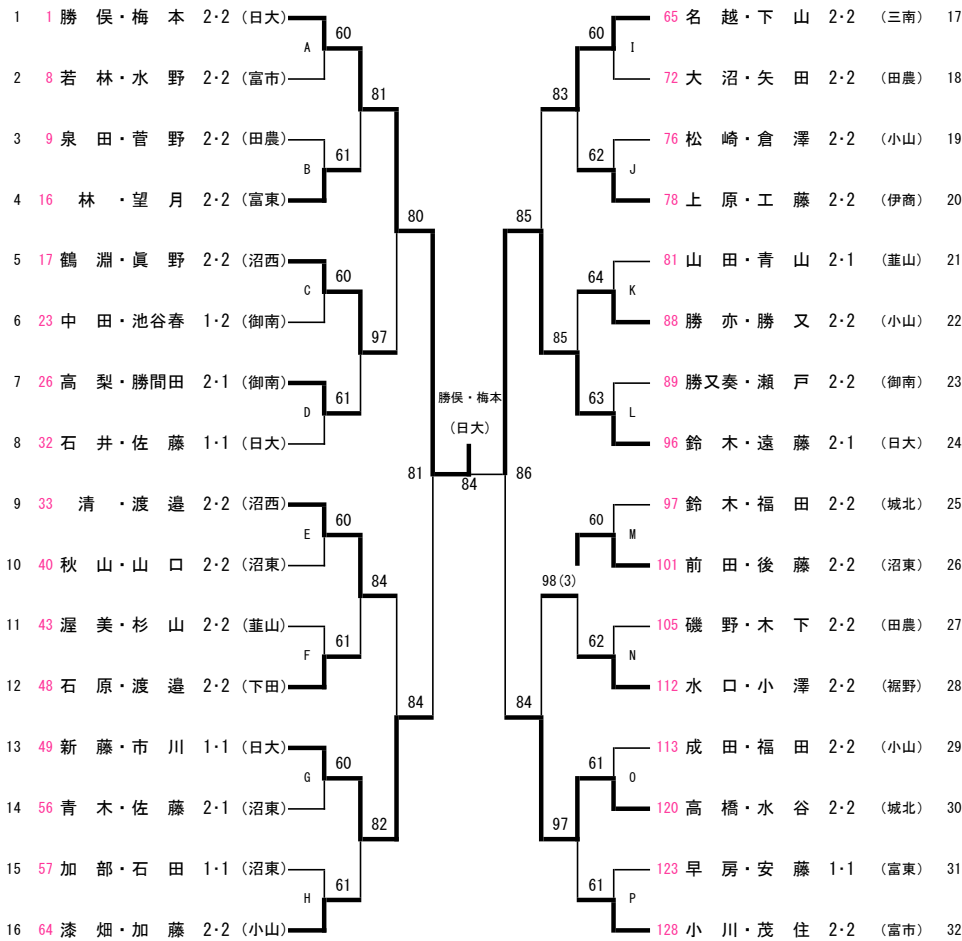 1 1 勝 俣・梅 本 2・2 (日大)
A 60
2 8 若 林・水 野 2・2 (富市)
81
3 9 泉 田・菅 野 2・2 (田農)
B 61
4 16 林 ・望 月 2・2 (富東)
80
5 17 鶴 淵・眞 野 2・2 (沼西)
C 60
6 23 中 田・池谷春 1・2 (御南)
97
7 26 高 梨・勝間田 2・1 (御南)
D 61
8 32 石 井・佐 藤 1・1 (日大)
81
9 33 清 ・渡 邉 2・2 (沼西)
E 60
10 40 秋 山・山 口 2・2 (沼東)
84
11 43 渥 美・杉 山 2・2 (韮山)
F 61
12 48 石 原・渡 邉 2・2 (下田)
84
13 49 新 藤・市 川 1・1 (日大)
G 60
14 56 青 木・佐 藤 2・1 (沼東)
82
15 57 加 部・石 田 1・1 (沼東)
H 61
16 64 漆 畑・加 藤 2・2 (小山)
勝俣・梅本
(日大)
84
65 名 越・下 山 2・2 (三南) 17
60 I
72 大 沼・矢 田 2・2 (田農) 18
83
76 松 崎・倉 澤 2・2 (小山) 19
62 J
78 上 原・工 藤 2・2 (伊商) 20
85
81 山 田・青 山 2・1 (韮山) 21
64 K
88 勝 亦・勝 又 2・2 (小山) 22
85
89 勝又奏・瀬 戸 2・2 (御南) 23
63 L
96 鈴 木・遠 藤 2・1 (日大) 24
86
97 鈴 木・福 田 2・2 (城北) 25
60 M
101 前 田・後 藤 2・2 (沼東) 26
98(3)
105 磯 野・木 下 2・2 (田農) 27
62 N
112 水 口・小 澤 2・2 (裾野) 28
84
113 成 田・福 田 2・2 (小山) 29
61 O
120 高 橋・水 谷 2・2 (城北) 30
97
123 早 房・安 藤 1・1 (富東) 31
61 P
128 小 川・茂 住 2・2 (富市) 32